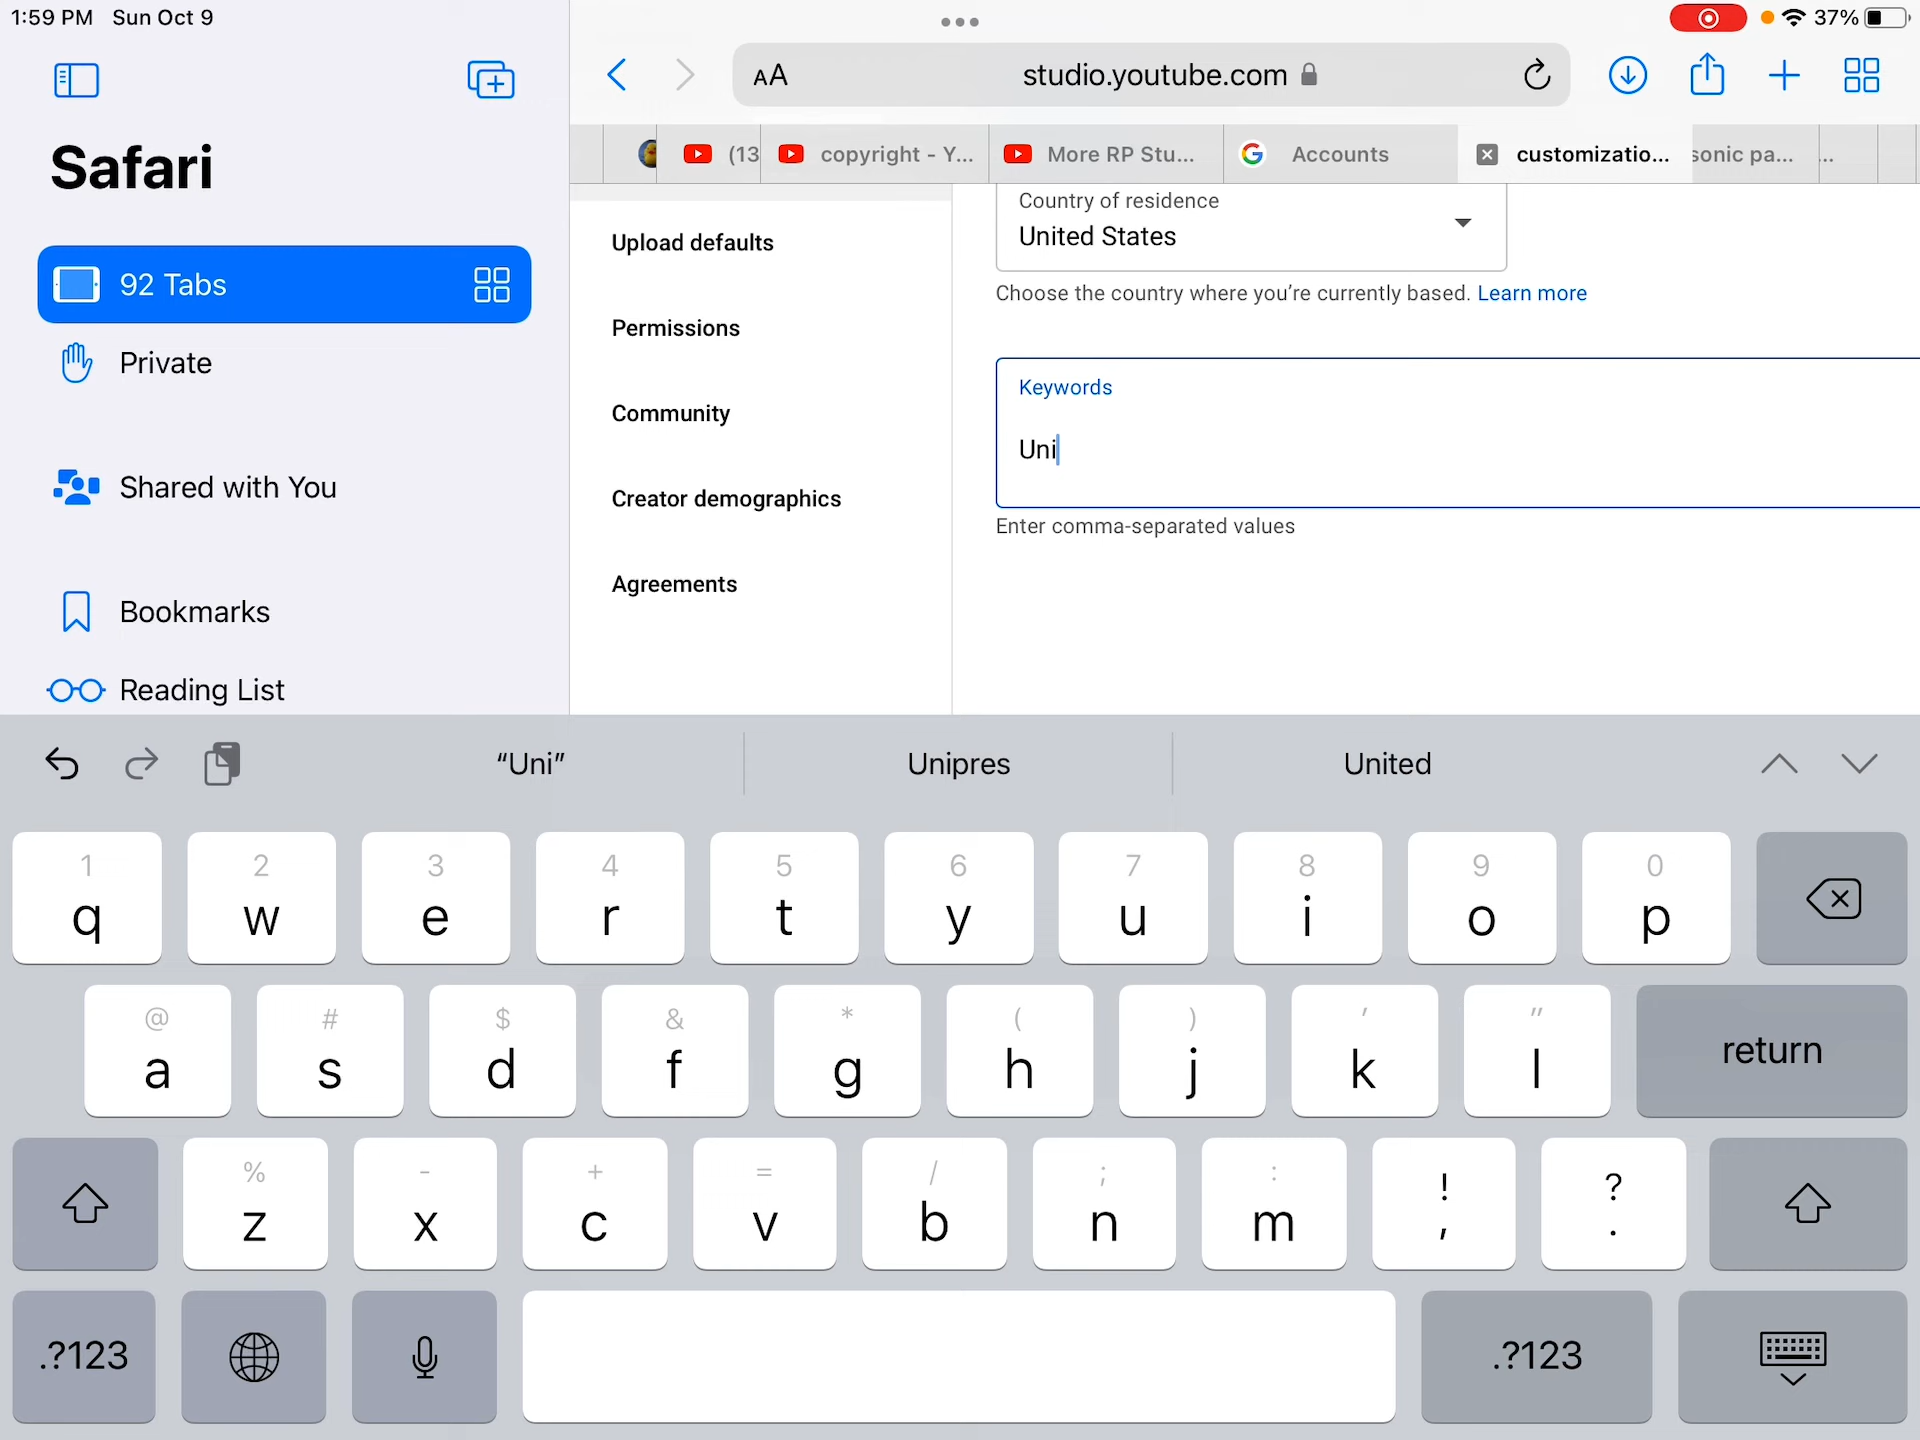 1:59 PM Sun Oct 9
37%
Safari
92 Tabs
Private
Shared with You
Bookmarks
Reading List
AA
studio.youtube.com
(13
copyright - Y...
More RP Stu...
Accounts
customizatio...
sonic pa...
...
Upload defaults
Permissions
Community
Creator demographics
Agreements
Country of residence
United States
Choose the country where you're currently based. Learn more
Keywords
Uni
Enter comma-separated values
“Uni” Unipres United
1 2 3 4 5 6 7 8 9 0
q w e r t y u i o p
@ # $ & * ( ) ' "
a s d f g h j k l return
% - + = / ; : ! ?
z x c v b n m , .
.?123 .?123